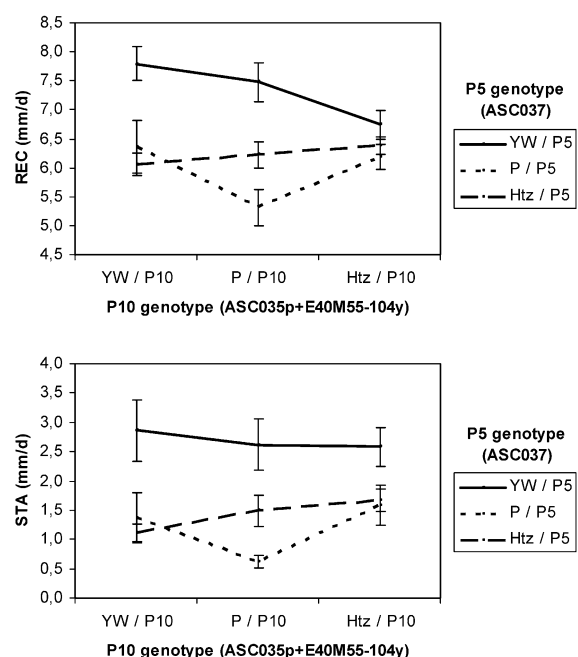 8,5
8,0
7,5
7,0
6,5
6,0
5,5
5,0
4,5
REC (mm/d)
YW / P10 P / P10 Htz / P10
P10 genotype (ASC035p+E40M55-104y)
P5 genotype
(ASC037)
YW / P5
P / P5
Htz / P5
4,0
3,5
3,0
2,5
2,0
1,5
1,0
0,5
0,0
STA (mm/d)
YW / P10 P / P10 Htz / P10
P10 genotype (ASC035p+E40M55-104y)
P5 genotype
(ASC037)
YW / P5
P / P5
Htz / P5